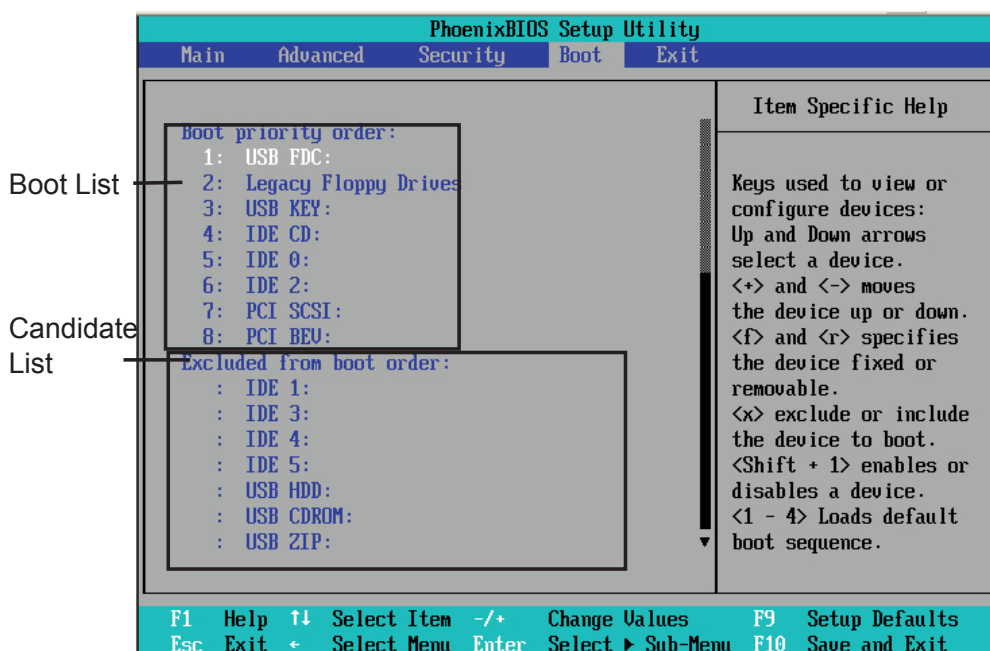 PhoenixBIOS Setup Utility
Main Advanced Security Boot Exit
Boot List
Candidate
List
Boot priority order:
1: USB FDC:
2: Legacy Floppy Drives
3: USB KEY:
4: IDE CD:
5: IDE 0:
6: IDE 2:
7: PCI SCSI:
8: PCI BEV:
Excluded from boot order:
: IDE 1:
: IDE 3:
: IDE 4:
: IDE 5:
: USB HDD:
: USB CDROM:
: USB ZIP:
Item Specific Help
Keys used to view or
configure devices:
Up and Down arrows
select a device.
<+> and <-> moves
the device up or down.
<f> and <r> specifies
the device fixed or
removable.
<x> exclude or include
the device to boot.
<Shift + 1> enables or
disables a device.
<1 - 4> Loads default
boot sequence.
F1 Help ↑↓ Select Item -/+ Change Values F9 Setup Defaults
Esc Exit ← Select Menu Enter Select ▶ Sub-Menu F10 Save and Exit